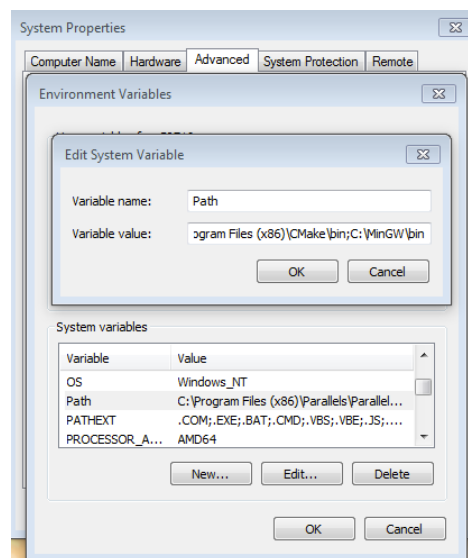 System Properties
Computer Name Hardware Advanced System Protection Remote
Environment Variables
Edit System Variable
Variable name: Path
Variable value: ogram Files (x86)\CMake\bin;C:\MinGW\bin
OK Cancel
System variables
Variable Value
OS Windows_NT
Path C:\Program Files (x86)\Parallels\Parallel...
PATHEXT .COM;.EXE;.BAT;.CMD;.VBS;.VBE;.JS;....
PROCESSOR_A... AMD64
New... Edit... Delete
OK Cancel